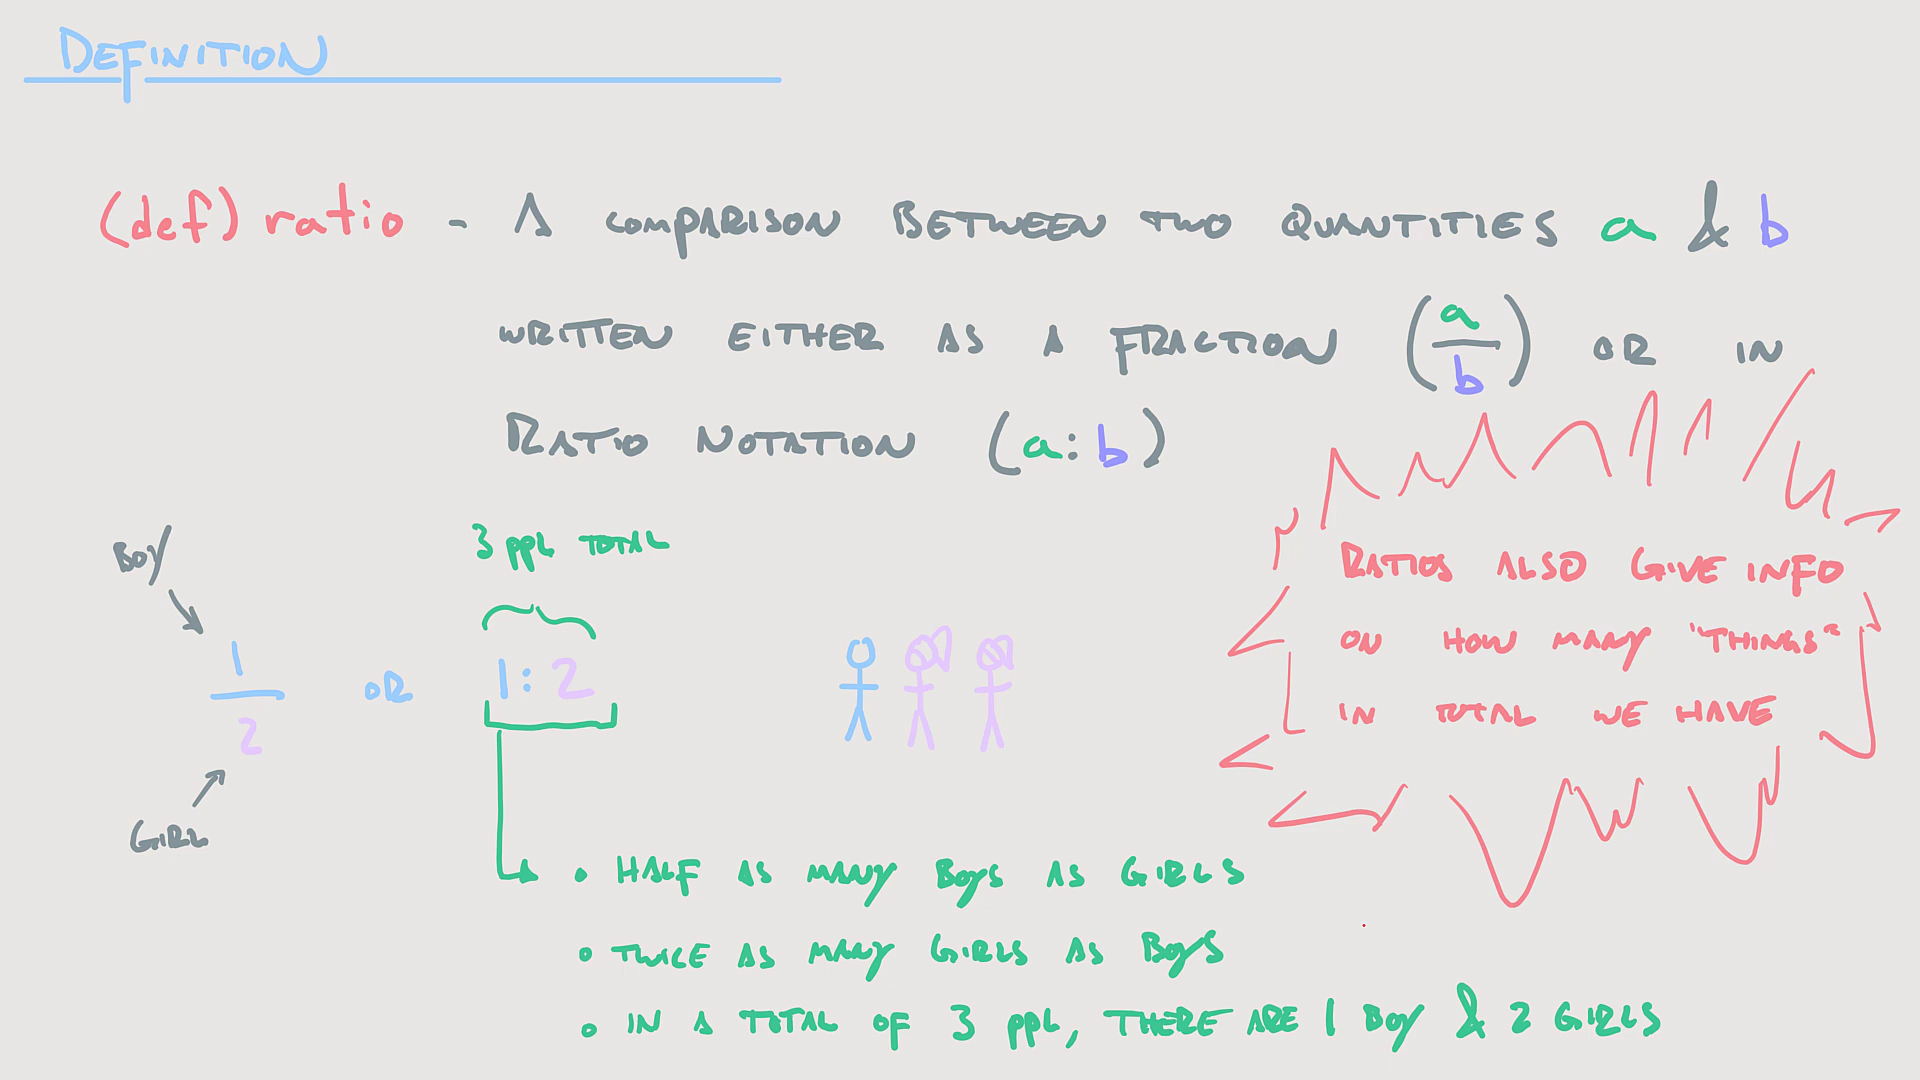 DEFINITION
(def) ratio - A COMPARISON BETWEEN TWO QUANTITIES a & b
WRITTEN EITHER AS A FRACTION (a/b) OR IN
RATIO NOTATION (a:b)
BOY
3 PPL TOTAL
1/2 OR 1:2
GIRL
RATIOS ALSO GIVE INFO
ON HOW MANY "THINGS"
IN TOTAL WE HAVE
• HALF AS MANY BOYS AS GIRLS
• TWICE AS MANY GIRLS AS BOYS
• IN A TOTAL OF 3 PPL, THERE ARE 1 BOY & 2 GIRLS